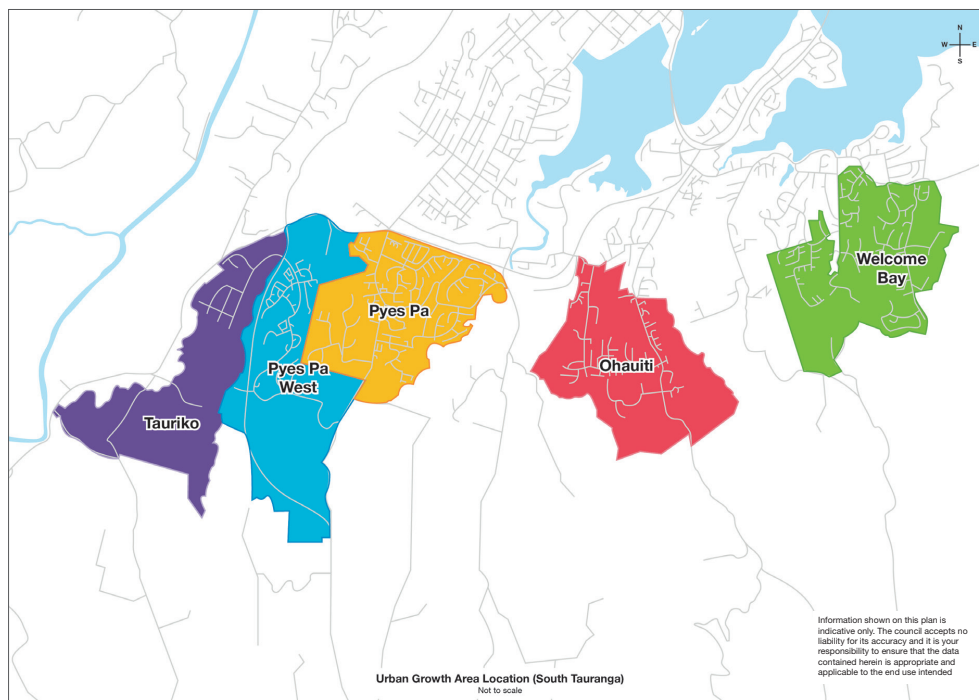 N
W E
S
Welcome
Bay
Pyes Pa
Pyes Pa
West
Ohauiti
Tauriko
Information shown on this plan is
indicative only. The council accepts no
liability for its accuracy and it is your
responsibility to ensure that the data
contained herein is appropriate and
applicable to the end use intended
Urban Growth Area Location (South Tauranga)
Not to scale